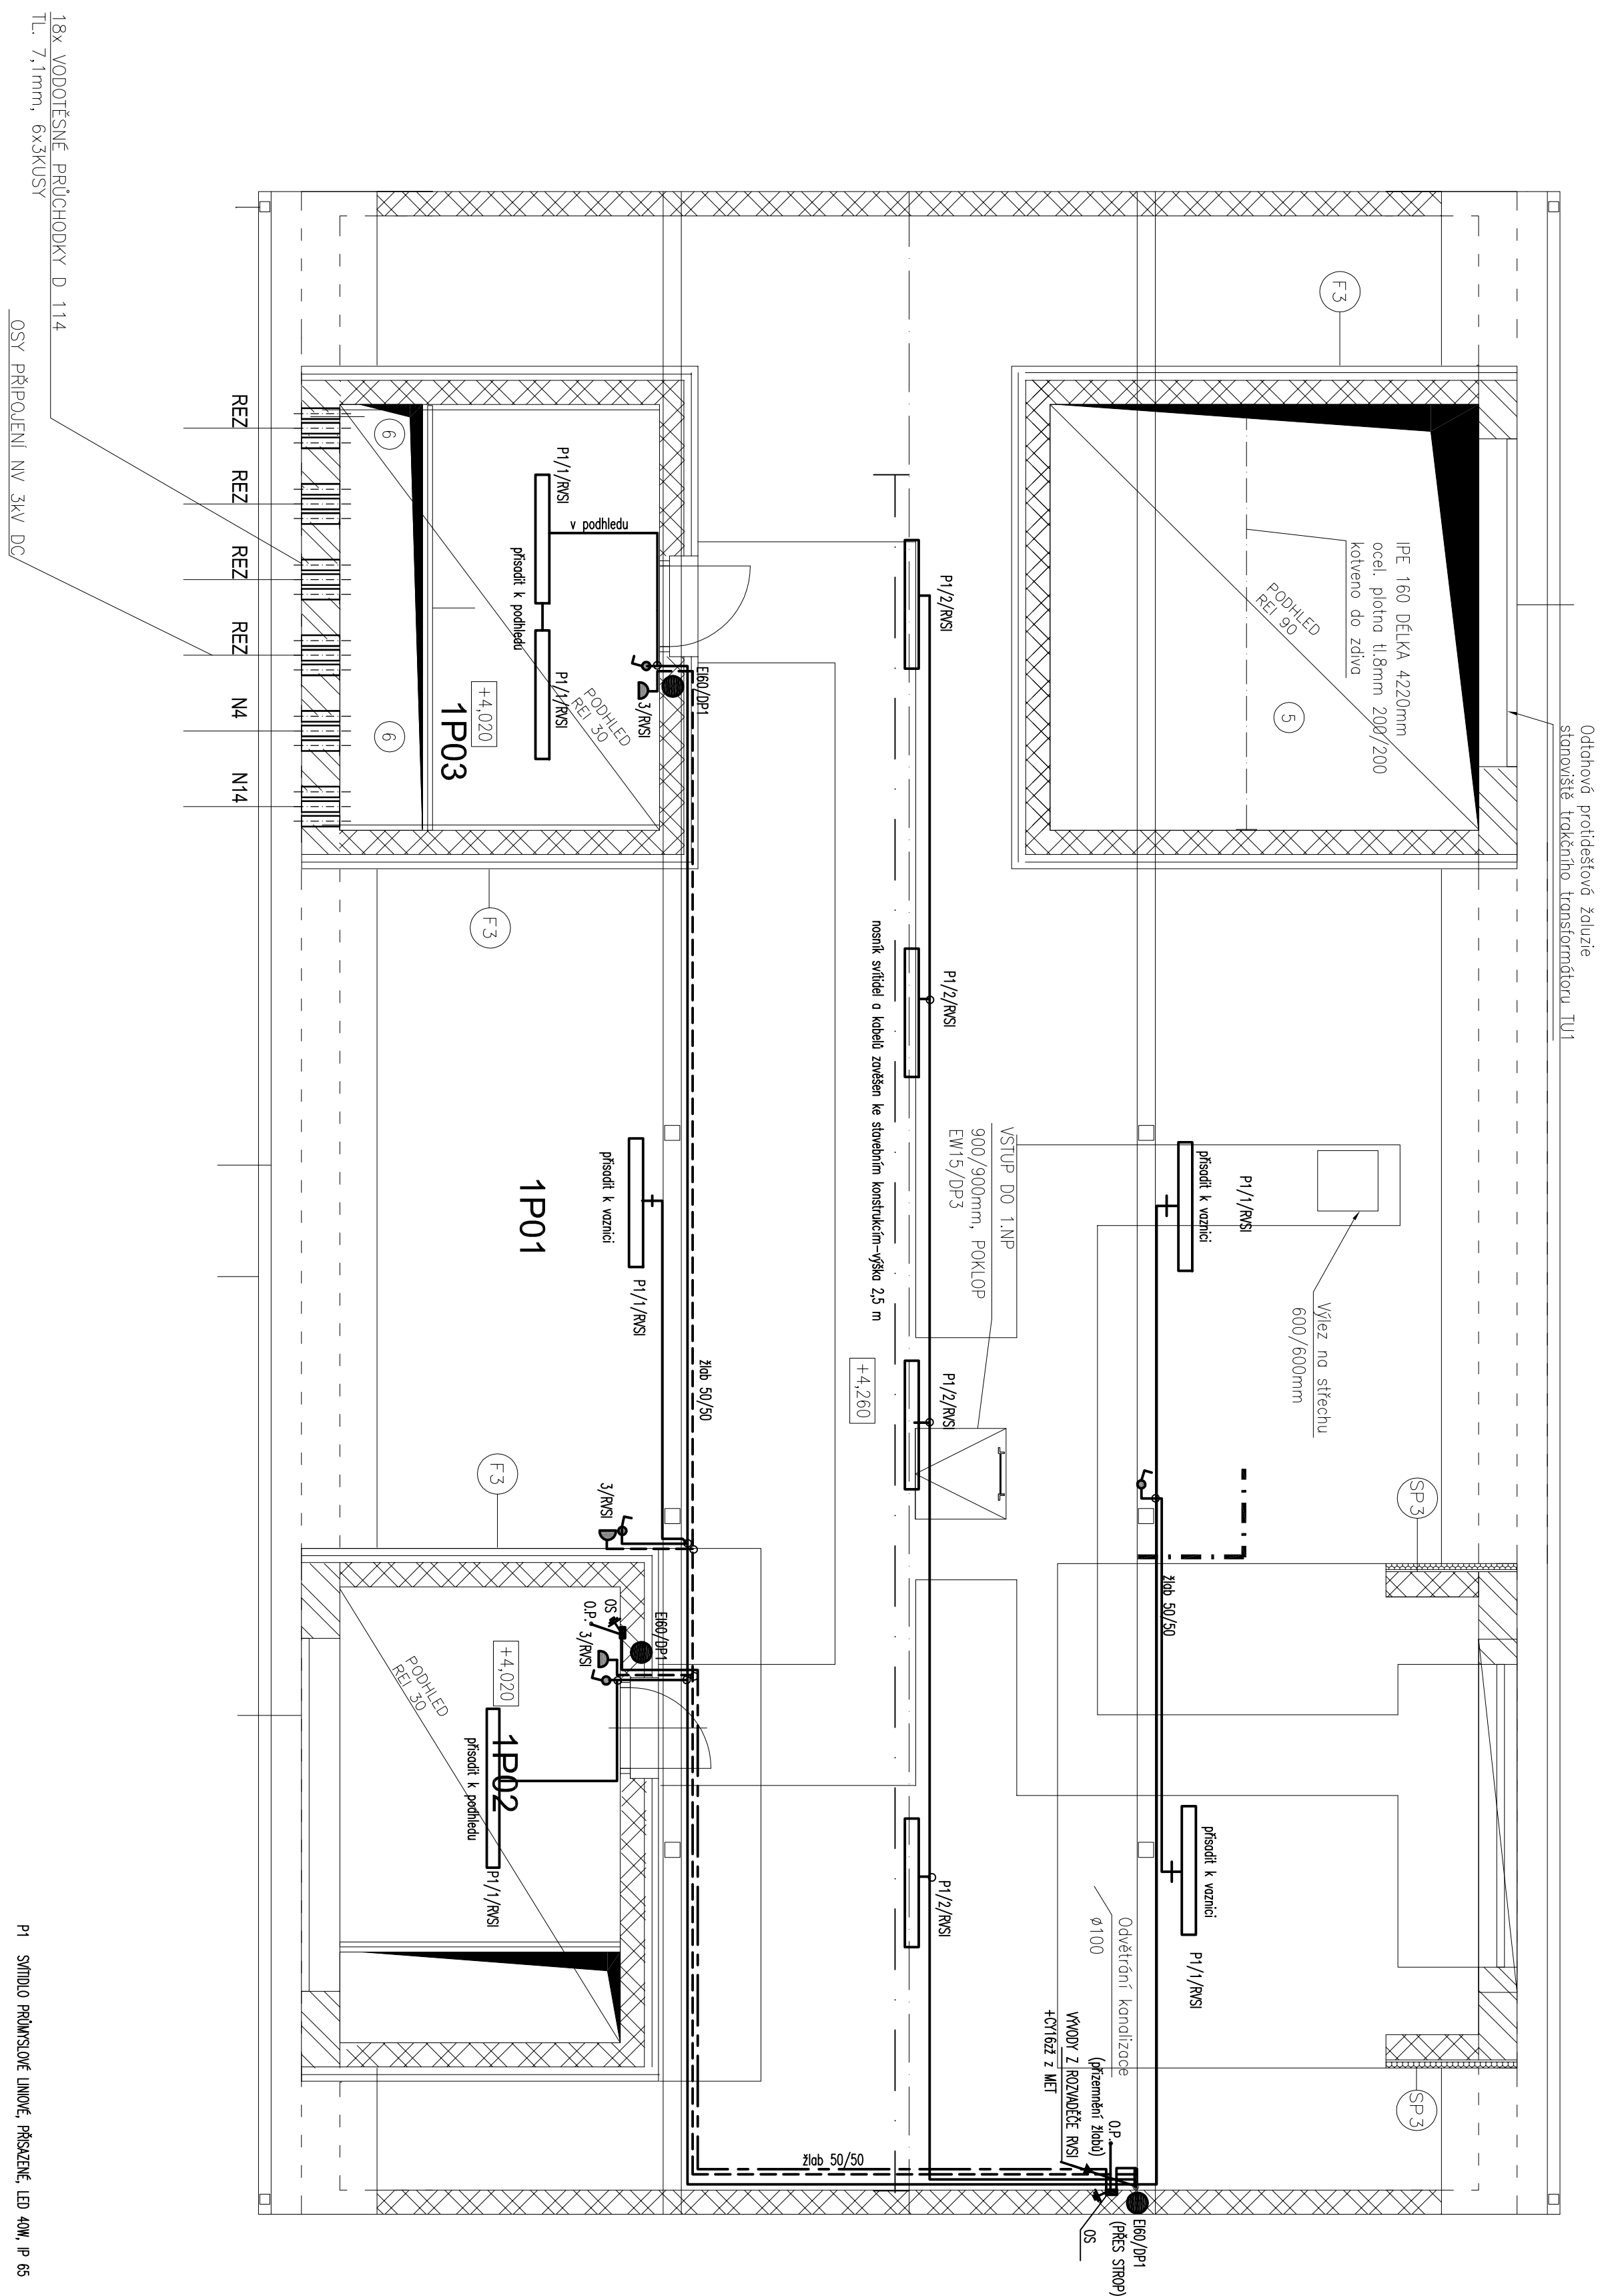 Odtahová protidešťová žaluzie
stanoviště trakčního transformátoru TU1
F3
IPE 160 DÉLKA 4220mm
ocel. plotna tl.8mm 200/200
kotveno do zdiva
PODHLED
REI 90
5
Výlez na střechu
600/600mm
P1/1/RVSI
přisadit k vaznici
SP3
žlab 50/50
přisadit k vaznici
P1/1/RVSI
SP3
Odvětrání kanalizace
ø100
O.P.
(přizemnění žlabů)
VÝVODY Z ROZVADĚČE RVSI
+CY16zž z MET
EI60/DP1
(PŘES STROP)
OS
VSTUP DO 1.NP
900/900mm, POKLOP
EW15/DP3
P1/2/RVSI
P1/2/RVSI
P1/2/RVSI
P1/2/RVSI
nosník svítidel a kabelů zavěšen ke stavebním konstrukcím-výška 2,5 m
+4,260
žlab 50/50
žlab 50/50
EI60/DP1
3/RVSI
v podhledu
P1/1/RVSI
přisadit k podhledu
P1/1/RVSI
PODHLED
REI 30
+4,020
1P03
6
6
F3
P1/1/RVSI
přisadit k vaznici
1P01
3/RVSI
F3
EI60/DP1
OS
O.P.
3/RVSI
+4,020
1P02
PODHLED
REI 30
přisadit k podhledu
P1/1/RVSI
REZ
REZ
REZ
REZ
N4
N14
18x VODOTĚSNÉ PRŮCHODKY D 114
TL. 7,1mm, 6x3KUSY
OSY PŘIPOJENÍ NV 3kV DC
P1 SVÍTIDLO PRŮMYSLOVÉ LINIOVÉ, PŘISAZENÉ, LED 40W, IP 65